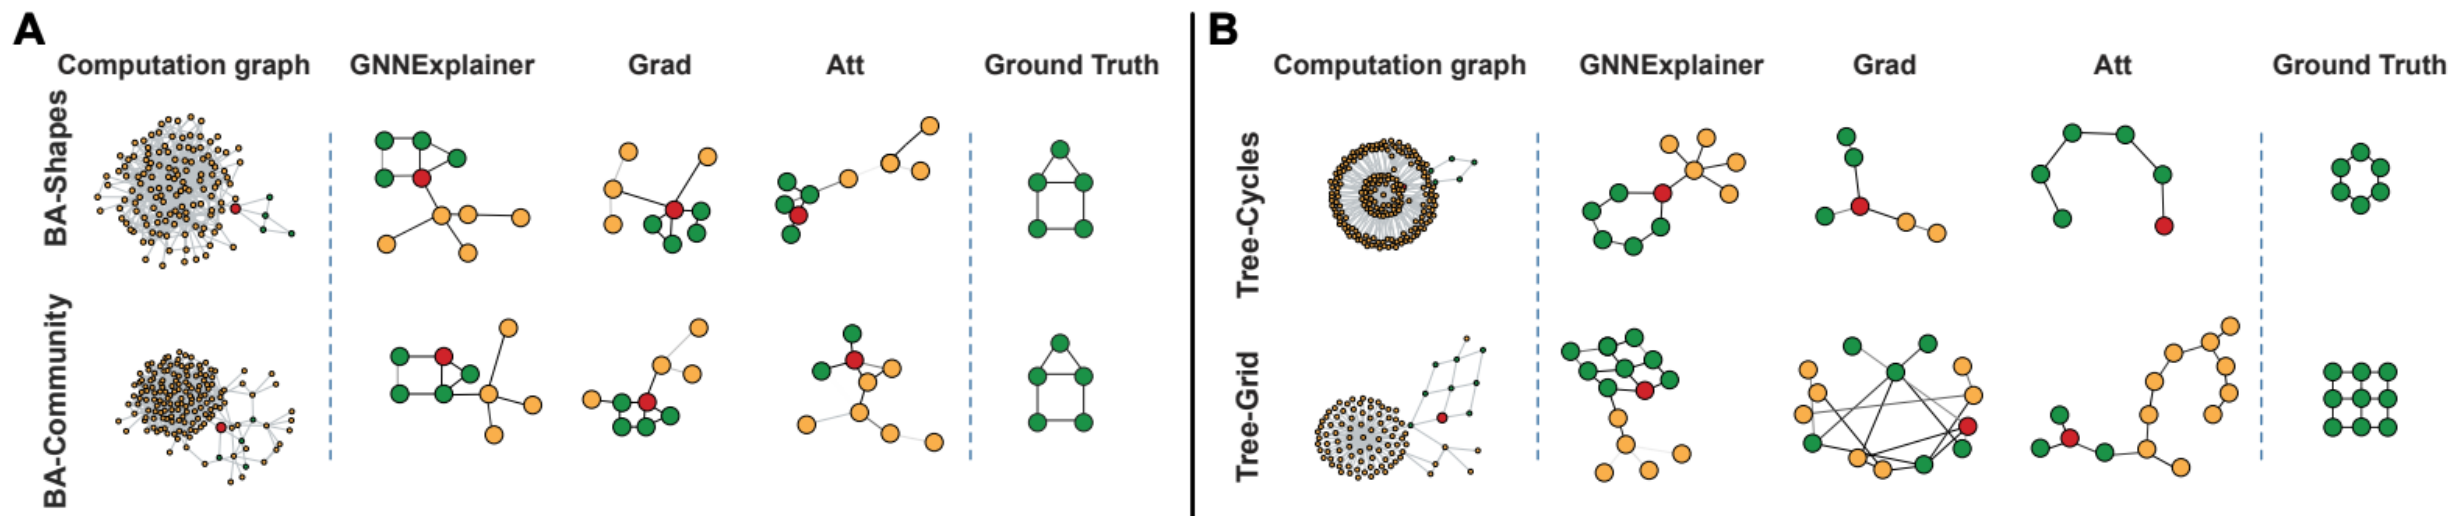 A
Computation graph GNNExplainer Grad Att Ground Truth
BA-Shapes
BA-Community
B
Computation graph GNNExplainer Grad Att Ground Truth
Tree-Cycles
Tree-Grid